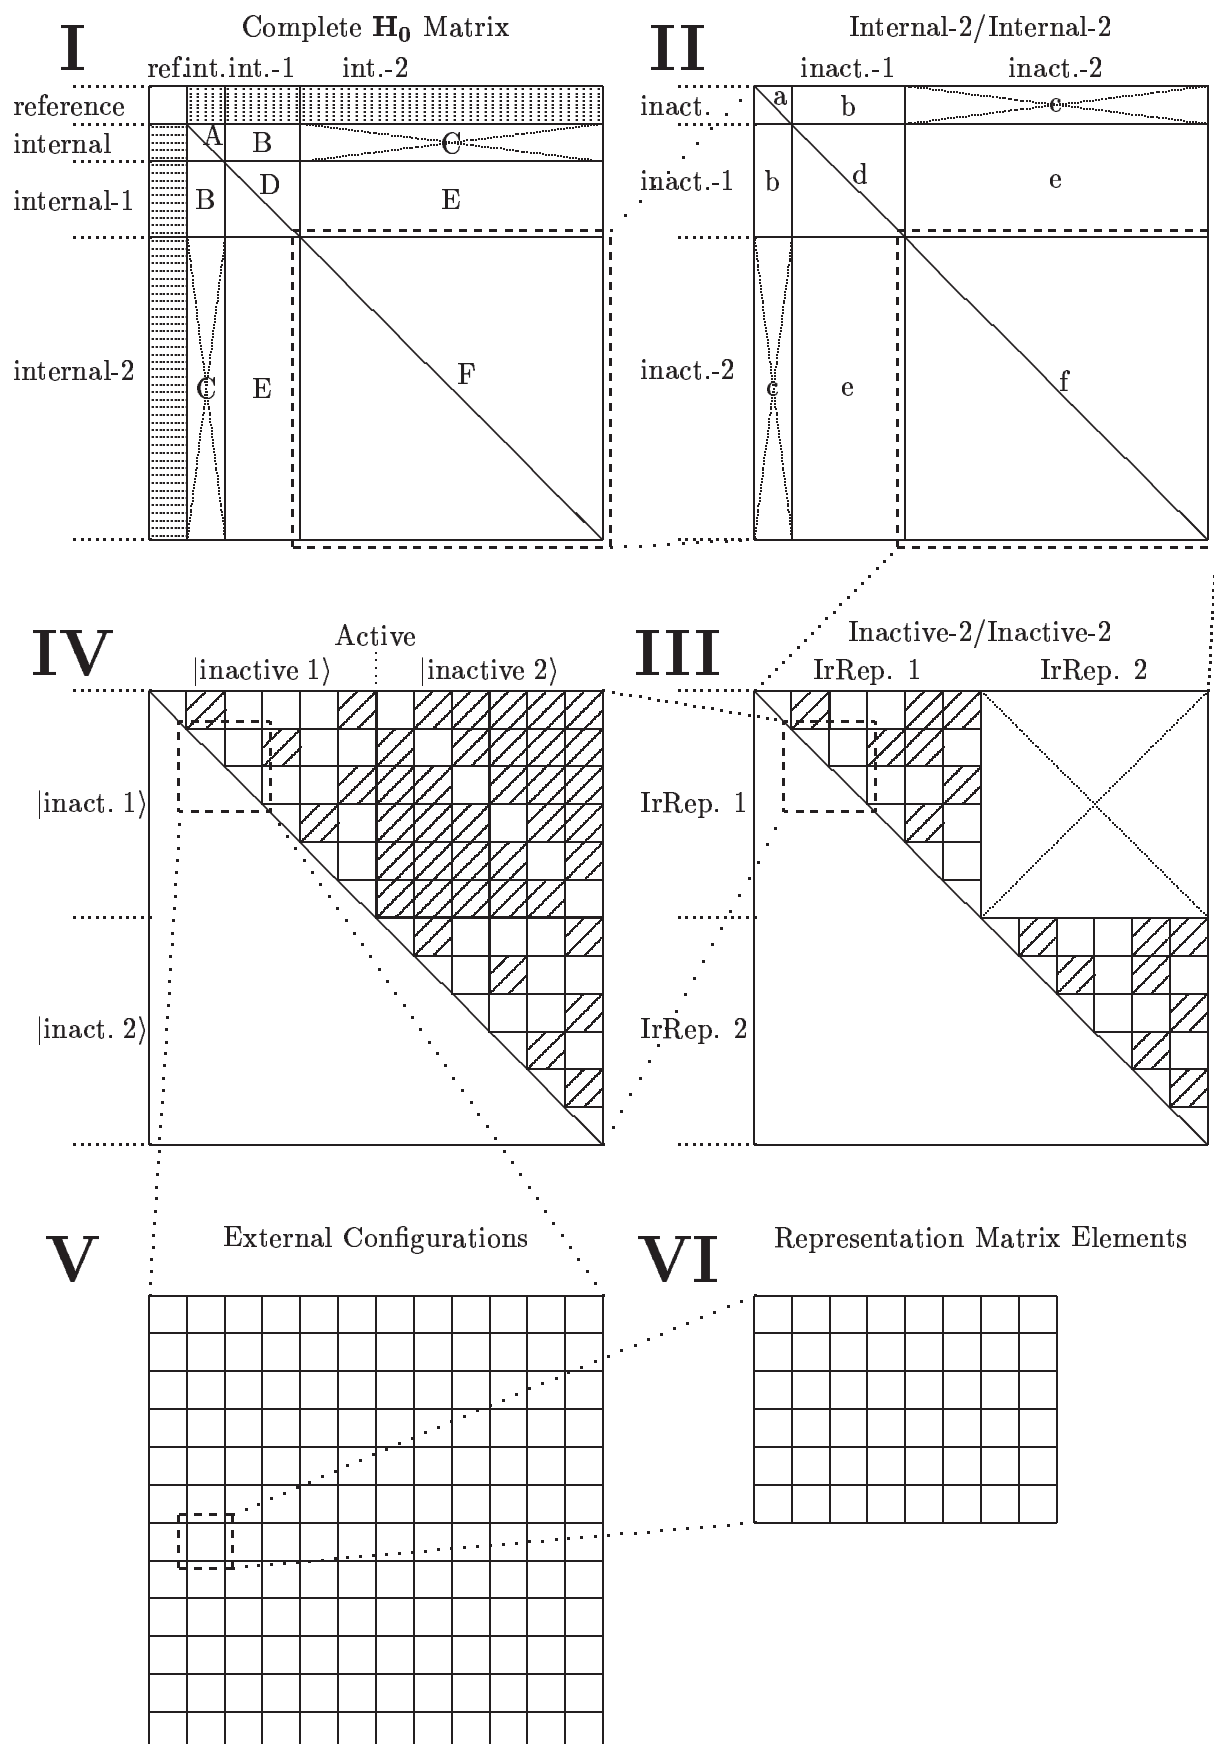 I
Complete H0 Matrix
ref. int. int.-1 int.-2
reference
internal
internal-1
internal-2
A
B
C
D
E
B
C
E
F
II
Internal-2/Internal-2
inact.-1 inact.-2
inact.
inact.-1
inact.-2
a
b
c
b
d
e
c
e
f
IV
Active
|inactive 1⟩ |inactive 2⟩
|inact. 1⟩
|inact. 2⟩
III
Inactive-2/Inactive-2
IrRep. 1 IrRep. 2
IrRep. 1
IrRep. 2
V
External Configurations
VI
Representation Matrix Elements